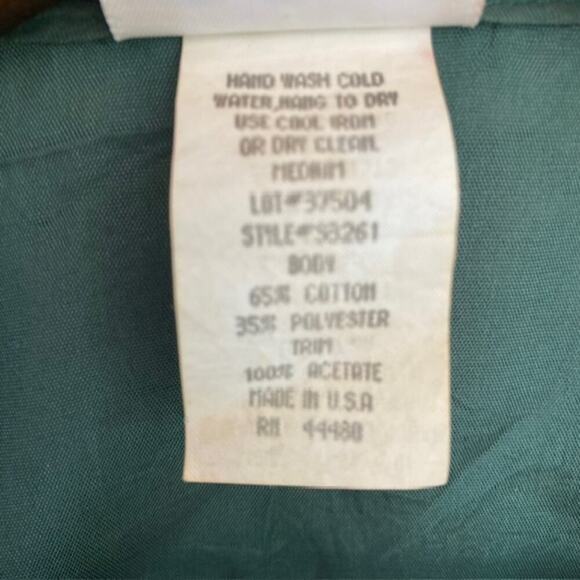 HAND WASH COLD
WATER, HANG TO DRY
USE COOL IRON
OR DRY CLEAN.
MEDIUM
LOT#37504
STYLE#S3261
BODY
65% COTTON
35% POLYESTER
TRIM
100% ACETATE
MADE IN U.S.A
RN 44480